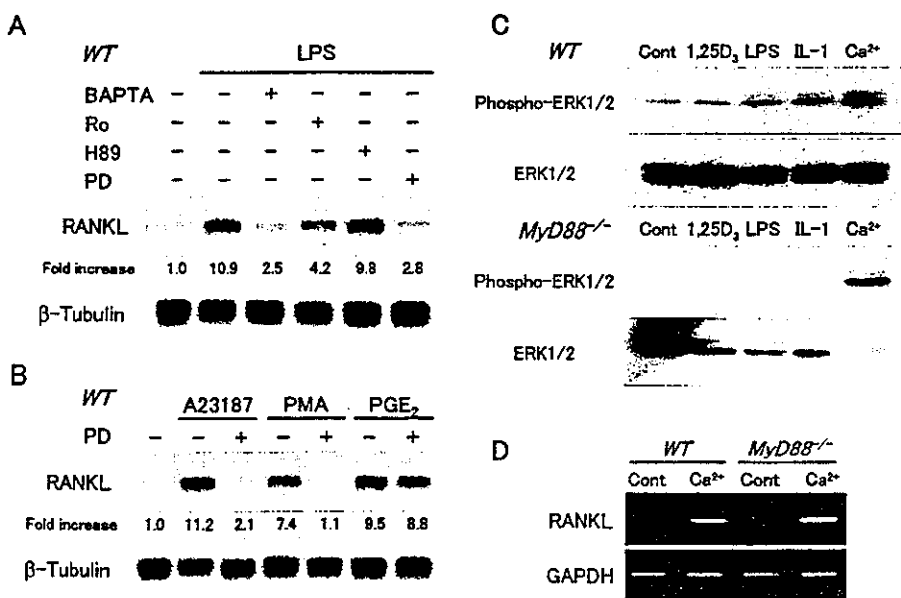 A
WT LPS
BAPTA − − + − − −
Ro − − − + − −
H89 − − − − + −
PD − − − − − +
RANKL
Fold increase 1.0 10.9 2.5 4.2 9.8 2.8
β-Tubulin
B
WT A23187 PMA PGE₂
PD − − + − + − +
RANKL
Fold increase 1.0 11.2 2.1 7.4 1.1 9.5 8.8
β-Tubulin
C
WT Cont 1,25D₃ LPS IL-1 Ca²⁺
Phospho-ERK1/2
ERK1/2
MyD88⁻/⁻ Cont 1,25D₃ LPS IL-1 Ca²⁺
Phospho-ERK1/2
ERK1/2
D
WT MyD88⁻/⁻
Cont Ca²⁺ Cont Ca²⁺
RANKL
GAPDH